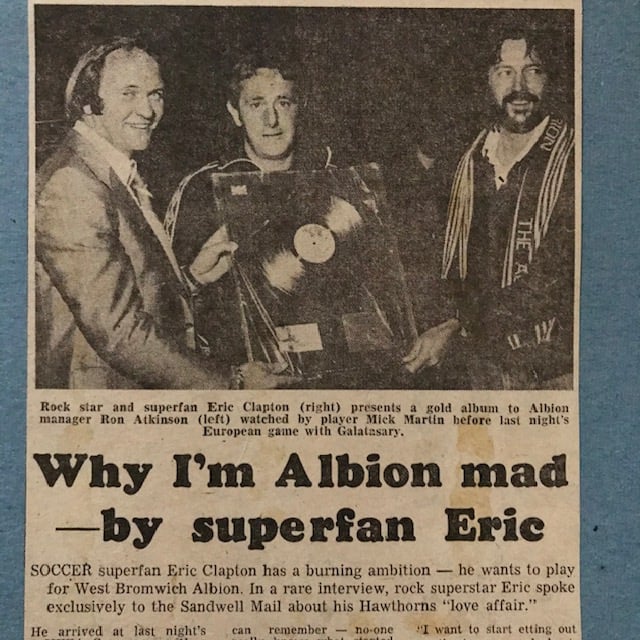 THE A
Rock star and superfan Eric Clapton (right) presents a gold album to Albion
manager Ron Atkinson (left) watched by player Mick Martin before last night's
European game with Galatasary.
Why I'm Albion mad
—by superfan Eric
SOCCER superfan Eric Clapton has a burning ambition — he wants to play
for West Bromwich Albion. In a rare interview, rock superstar Eric spoke
exclusively to the Sandwell Mail about his Hawthorns "love affair."
He arrived at last night's
can remember — no-one
"I want to start etting out